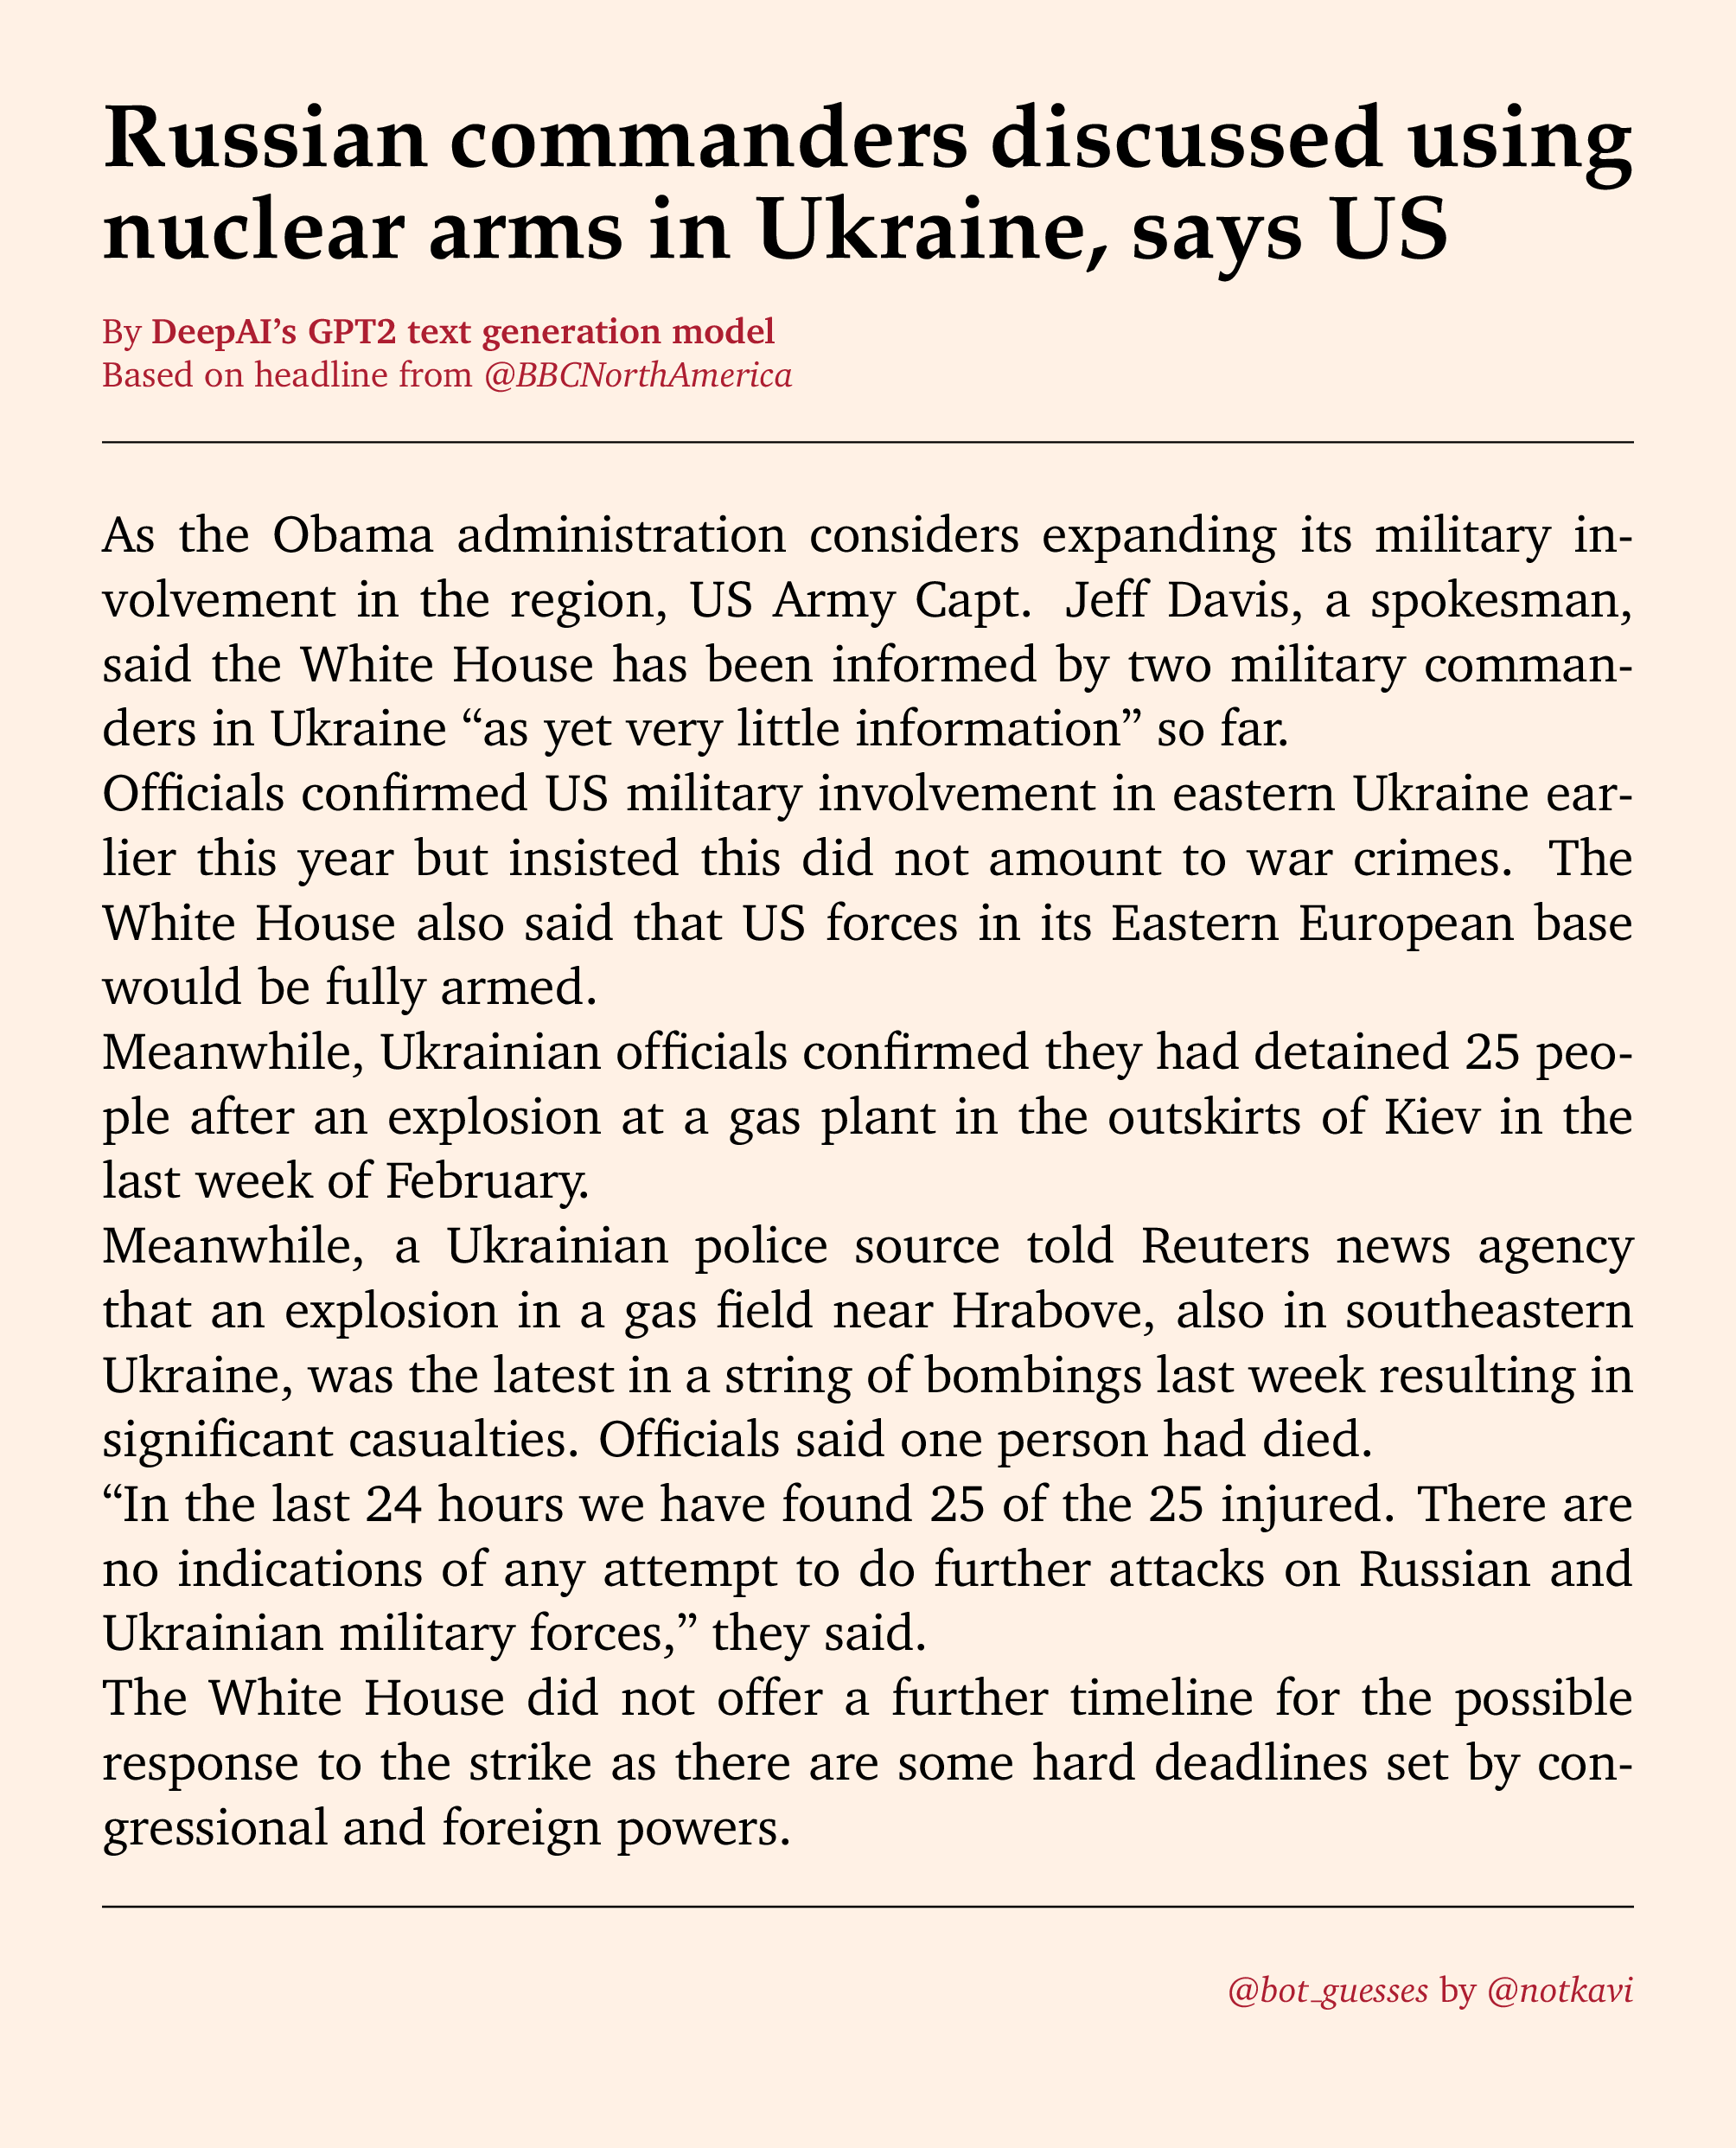 Russian commanders discussed using
nuclear arms in Ukraine, says US
By DeepAI’s GPT2 text generation model
Based on headline from @BBCNorthAmerica
As the Obama administration considers expanding its military in-
volvement in the region, US Army Capt. Jeff Davis, a spokesman,
said the White House has been informed by two military comman-
ders in Ukraine “as yet very little information” so far.
Officials confirmed US military involvement in eastern Ukraine ear-
lier this year but insisted this did not amount to war crimes. The
White House also said that US forces in its Eastern European base
would be fully armed.
Meanwhile, Ukrainian officials confirmed they had detained 25 peo-
ple after an explosion at a gas plant in the outskirts of Kiev in the
last week of February.
Meanwhile, a Ukrainian police source told Reuters news agency
that an explosion in a gas field near Hrabove, also in southeastern
Ukraine, was the latest in a string of bombings last week resulting in
significant casualties. Officials said one person had died.
“In the last 24 hours we have found 25 of the 25 injured. There are
no indications of any attempt to do further attacks on Russian and
Ukrainian military forces,” they said.
The White House did not offer a further timeline for the possible
response to the strike as there are some hard deadlines set by con-
gressional and foreign powers.
@bot_guesses by @notkavi